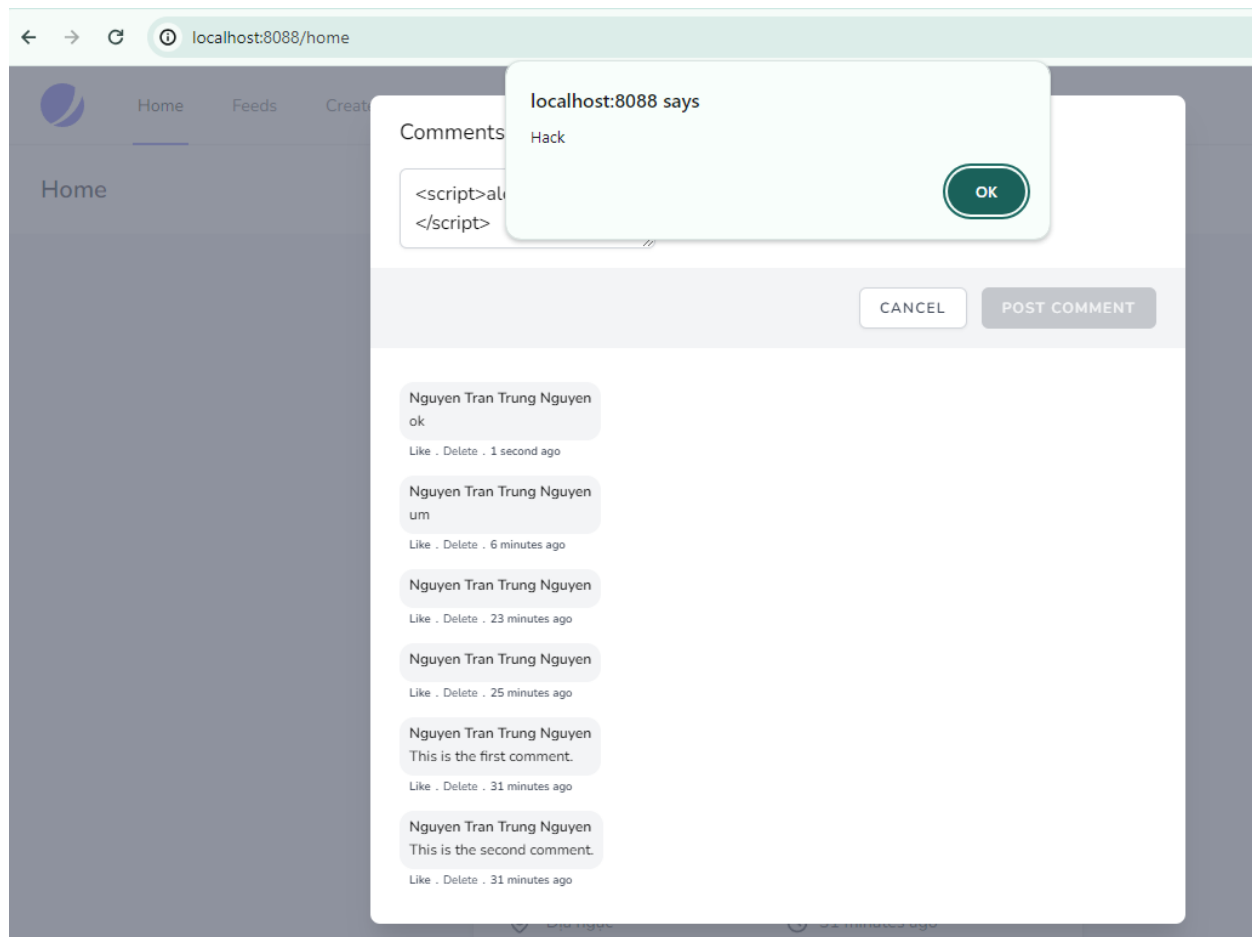 localhost:8088/home
Home Feeds Creat
localhost:8088 says
Hack
OK
Comments
<script>al
</script>
Home
CANCEL POST COMMENT
Nguyen Tran Trung Nguyen
ok
Like . Delete . 1 second ago
Nguyen Tran Trung Nguyen
um
Like . Delete . 6 minutes ago
Nguyen Tran Trung Nguyen
Like . Delete . 23 minutes ago
Nguyen Tran Trung Nguyen
Like . Delete . 25 minutes ago
Nguyen Tran Trung Nguyen
This is the first comment.
Like . Delete . 31 minutes ago
Nguyen Tran Trung Nguyen
This is the second comment.
Like . Delete . 31 minutes ago
31 minutes ago